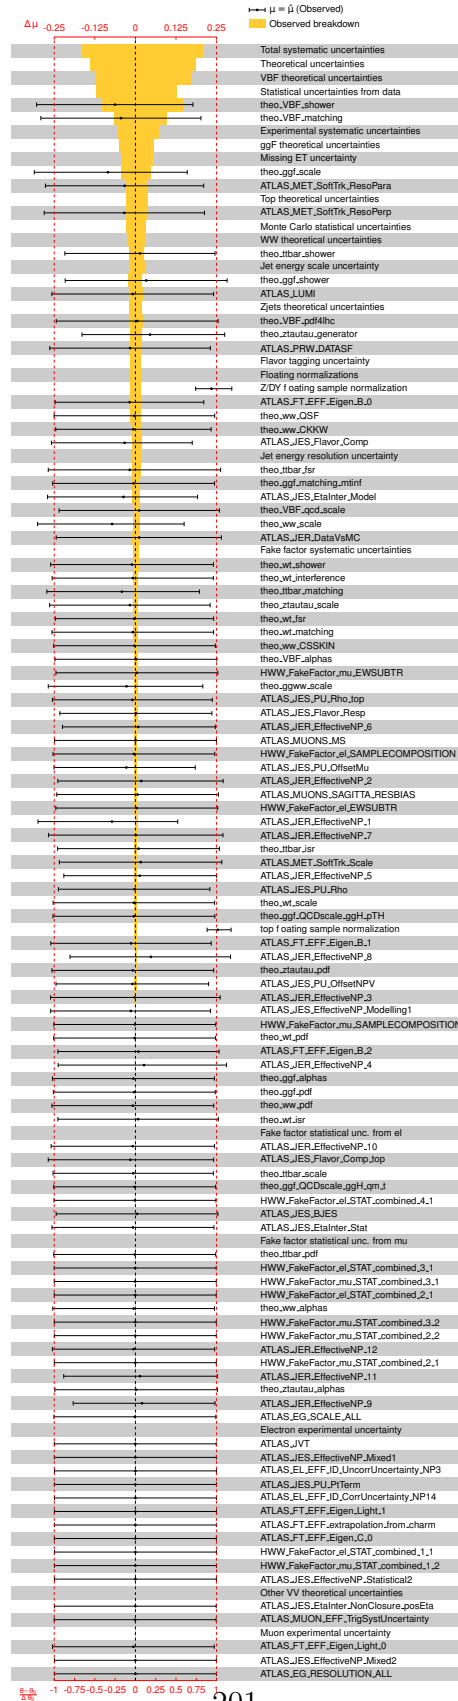 μ = μ̂ (Observed)
Observed breakdown
Δμ -0.25 -0.125 0 0.125 0.25
Total systematic uncertainties
Theoretical uncertainties
VBF theoretical uncertainties
Statistical uncertainties from data
theo_VBF_shower
theo_VBF_matching
Experimental systematic uncertainties
ggF theoretical uncertainties
Missing ET uncertainty
theo_ggf_scale
ATLAS_MET_SoftTrk_ResoPara
Top theoretical uncertainties
ATLAS_MET_SoftTrk_ResoPerp
Monte Carlo statistical uncertainties
WW theoretical uncertainties
theo_ttbar_shower
Jet energy scale uncertainty
theo_ggf_shower
ATLAS_LUMI
Zjets theoretical uncertainties
theo_VBF_pdf4lhc
theo_ztautau_generator
ATLAS_PRW_DATASF
Flavor tagging uncertainty
Floating normalizations
Z/DY f oating sample normalization
ATLAS_FT_EFF_Eigen_B_0
theo_ww_QSF
theo_ww_CKKW
ATLAS_JES_Flavor_Comp
Jet energy resolution uncertainty
theo_ttbar_fsr
theo_ggf_matching_mtinf
ATLAS_JES_EtaInter_Model
theo_VBF_qcd_scale
theo_ww_scale
ATLAS_JER_DataVsMC
Fake factor systematic uncertainties
theo_wt_shower
theo_wt_interference
theo_ttbar_matching
theo_ztautau_scale
theo_wt_fsr
theo_wt_matching
theo_ww_CSSKIN
theo_VBF_alphas
HWW_FakeFactor_mu_EWSUBTR
theo_ggww_scale
ATLAS_JES_PU_Rho_top
ATLAS_JES_Flavor_Resp
ATLAS_JER_EffectiveNP_6
ATLAS_MUONS_MS
HWW_FakeFactor_el_SAMPLECOMPOSITION
ATLAS_JES_PU_OffsetMu
ATLAS_JER_EffectiveNP_2
ATLAS_MUONS_SAGITTA_RESBIAS
HWW_FakeFactor_el_EWSUBTR
ATLAS_JER_EffectiveNP_1
ATLAS_JER_EffectiveNP_7
theo_ttbar_isr
ATLAS_MET_SoftTrk_Scale
ATLAS_JER_EffectiveNP_5
ATLAS_JES_PU_Rho
theo_wt_scale
theo_ggf_QCDscale_ggH_pTH
top f oating sample normalization
ATLAS_FT_EFF_Eigen_B_1
ATLAS_JER_EffectiveNP_8
theo_ztautau_pdf
ATLAS_JES_PU_OffsetNPV
ATLAS_JER_EffectiveNP_3
ATLAS_JES_EffectiveNP_Modelling1
HWW_FakeFactor_mu_SAMPLECOMPOSITION
theo_wt_pdf
ATLAS_FT_EFF_Eigen_B_2
ATLAS_JER_EffectiveNP_4
theo_ggf_alphas
theo_ggf_pdf
theo_ww_pdf
theo_wt_isr
Fake factor statistical unc. from el
ATLAS_JER_EffectiveNP_10
ATLAS_JES_Flavor_Comp_top
theo_ttbar_scale
theo_ggf_QCDscale_ggH_qm_t
HWW_FakeFactor_el_STAT_combined_4_1
ATLAS_JES_BJES
ATLAS_JES_EtaInter_Stat
Fake factor statistical unc. from mu
theo_ttbar_pdf
HWW_FakeFactor_el_STAT_combined_3_1
HWW_FakeFactor_mu_STAT_combined_3_1
HWW_FakeFactor_el_STAT_combined_2_1
theo_ww_alphas
HWW_FakeFactor_mu_STAT_combined_3_2
HWW_FakeFactor_mu_STAT_combined_2_2
ATLAS_JER_EffectiveNP_12
HWW_FakeFactor_mu_STAT_combined_2_1
ATLAS_JER_EffectiveNP_11
theo_ztautau_alphas
ATLAS_JER_EffectiveNP_9
ATLAS_EG_SCALE_ALL
Electron experimental uncertainty
ATLAS_JVT
ATLAS_JES_EffectiveNP_Mixed1
ATLAS_EL_EFF_ID_UncorrUncertainty_NP3
ATLAS_JES_PU_PtTerm
ATLAS_EL_EFF_ID_CorrUncertainty_NP14
ATLAS_FT_EFF_Eigen_Light_1
ATLAS_FT_EFF_extrapolation_from_charm
ATLAS_FT_EFF_Eigen_C_0
HWW_FakeFactor_el_STAT_combined_1_1
HWW_FakeFactor_mu_STAT_combined_1_2
ATLAS_JES_EffectiveNP_Statistical2
Other VV theoretical uncertainties
ATLAS_JES_EtaInter_NonClosure_posEta
ATLAS_MUON_EFF_TrigSystUncertainty
Muon experimental uncertainty
ATLAS_FT_EFF_Eigen_Light_0
ATLAS_JES_EffectiveNP_Mixed2
ATLAS_EG_RESOLUTION_ALL
-1 -0.75 -0.5 -0.25 0 0.25 0.5 0.75 1